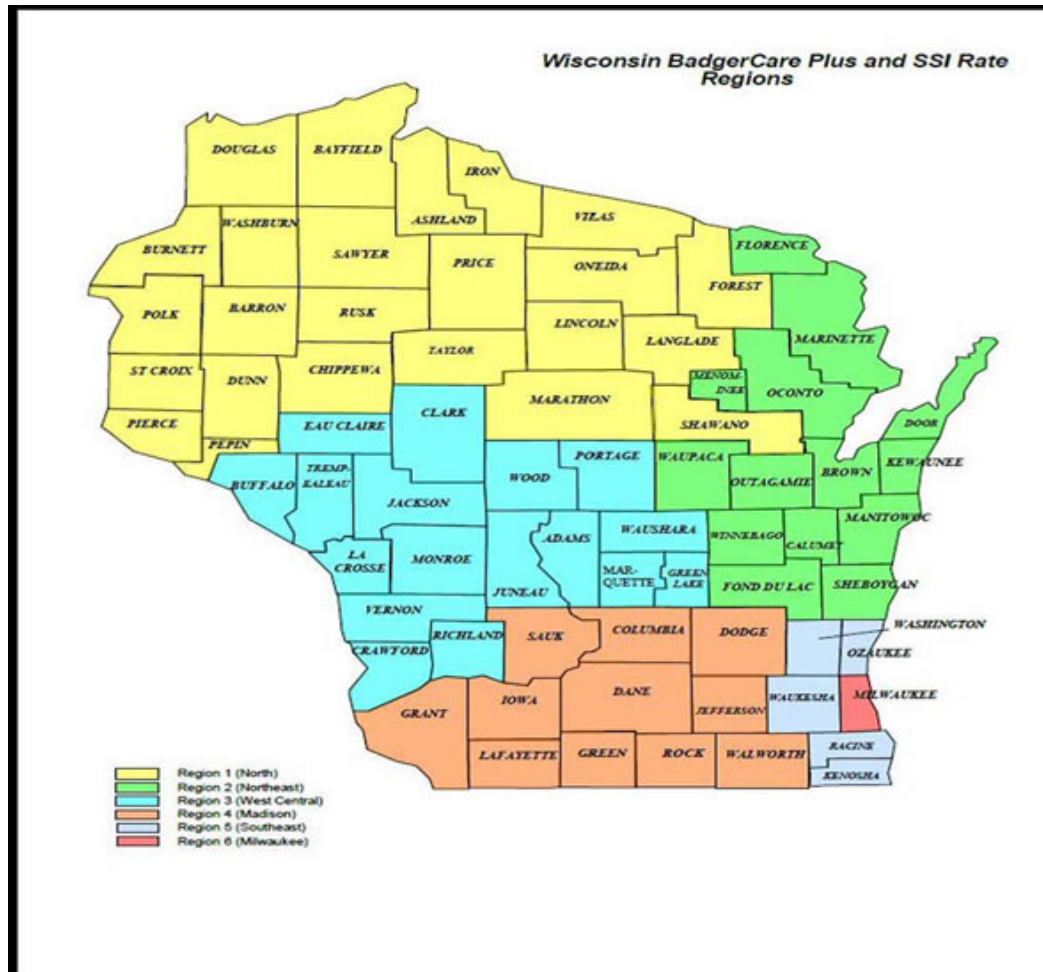 Wisconsin BadgerCare Plus and SSI Rate
Regions
DOUGLAS
BAYFIELD
IRON
ASHLAND
VILAS
WASHBURN
BURNETT
SAWYER
PRICE
ONEIDA
FLORENCE
FOREST
POLK
BARRON
RUSK
LINCOLN
MARINETTE
LANGLADE
TAYLOR
ST CROIX
DUNN
CHIPPEWA
MENOM-
INEE
OCONTO
MARATHON
CLARK
PIERCE
EAU CLAIRE
SHAWANO
DOOR
PEPIN
PORTAGE
WAUPACA
BROWN
KEWAUNEE
BUFFALO
TREMP-
EALEAU
WOOD
OUTAGAMIE
JACKSON
MANITOWOC
WAUSHARA
ADAMS
WINNEBAGO
CALUMET
LA
CROSSE
MONROE
MAR-
QUETTE
GREEN
LAKE
JUNEAU
FOND DU LAC
SHEBOYGAN
VERNON
RICHLAND
SAUK
COLUMBIA
DODGE
WASHINGTON
CRAWFORD
OZAUKEE
DANE
IOWA
WAUKESHA
MILWAUKEE
GRANT
JEFFERSON
LAFAYETTE
GREEN
ROCK
WALWORTH
RACINE
KENOSHA
Region 1 (North)
Region 2 (Northeast)
Region 3 (West Central)
Region 4 (Madison)
Region 5 (Southeast)
Region 6 (Milwaukee)